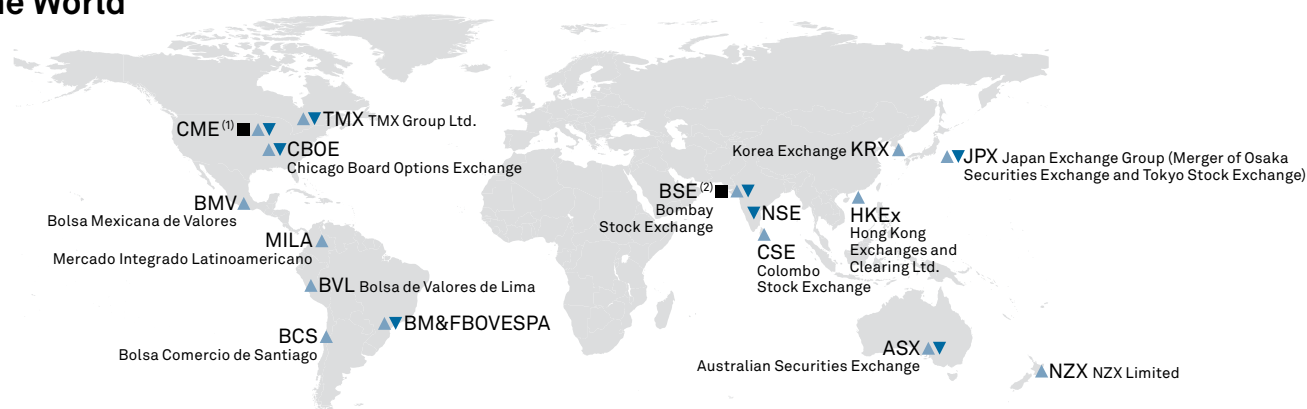 e World
CME (1)
TMX TMX Group Ltd.
CBOE
Chicago Board Options Exchange
BMV
Bolsa Mexicana de Valores
MILA
Mercado Integrado Latinoamericano
BVL Bolsa de Valores de Lima
BM&FBOVESPA
BCS
Bolsa Comercio de Santiago
Korea Exchange KRX
JPX Japan Exchange Group (Merger of Osaka
Securities Exchange and Tokyo Stock Exchange)
BSE (2)
Bombay
Stock Exchange
NSE
CSE
Colombo
Stock Exchange
HKEx
Hong Kong
Exchanges and
Clearing Ltd.
ASX
Australian Securities Exchange
NZX NZX Limited